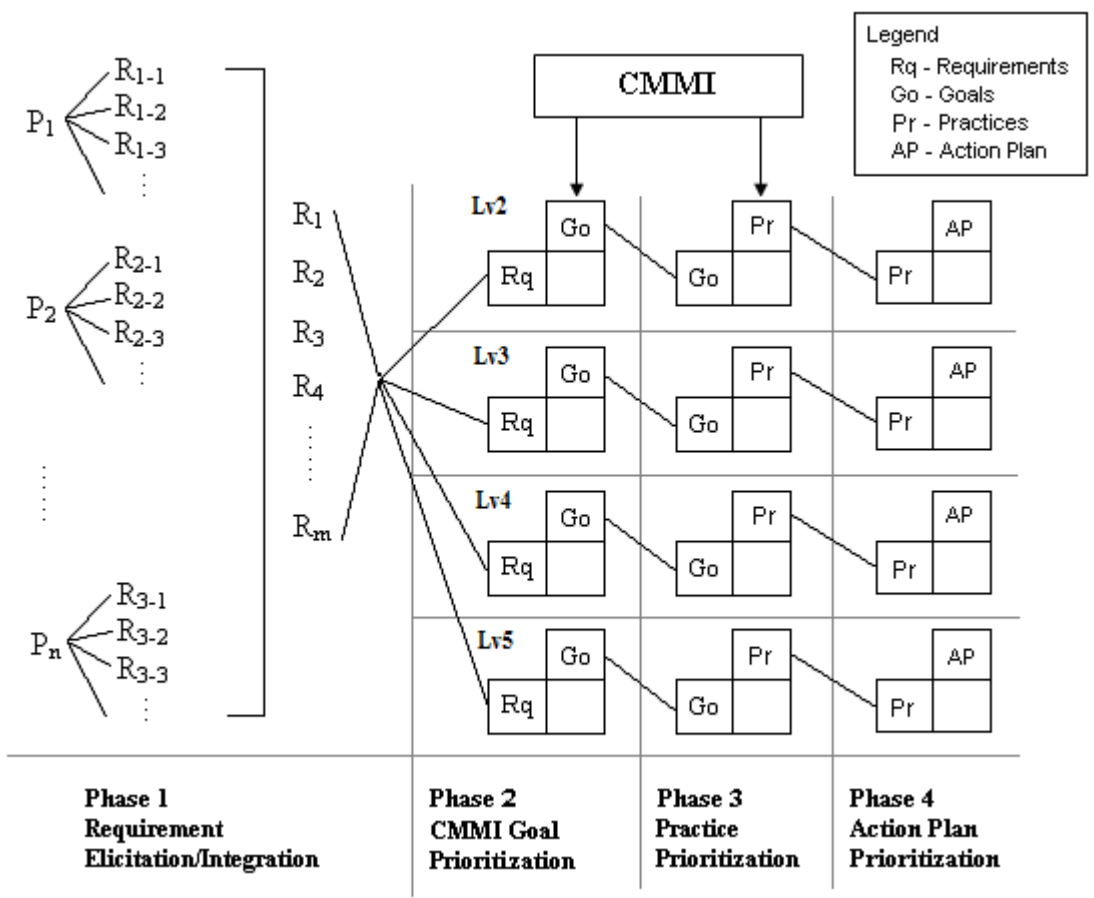 Legend
Rq - Requirements
Go - Goals
Pr - Practices
AP - Action Plan
CMMI
P1
R1-1
R1-2
R1-3
P2
R2-1
R2-2
R2-3
Pn
R3-1
R3-2
R3-3
R1
R2
R3
R4
Rm
Lv2
Go
Rq
Pr
Go
AP
Pr
Lv3
Go
Rq
Pr
Go
AP
Pr
Lv4
Go
Rq
Pr
Go
AP
Pr
Lv5
Go
Rq
Pr
Go
AP
Pr
Phase 1
Requirement
Elicitation/Integration
Phase 2
CMMI Goal
Prioritization
Phase 3
Practice
Prioritization
Phase 4
Action Plan
Prioritization